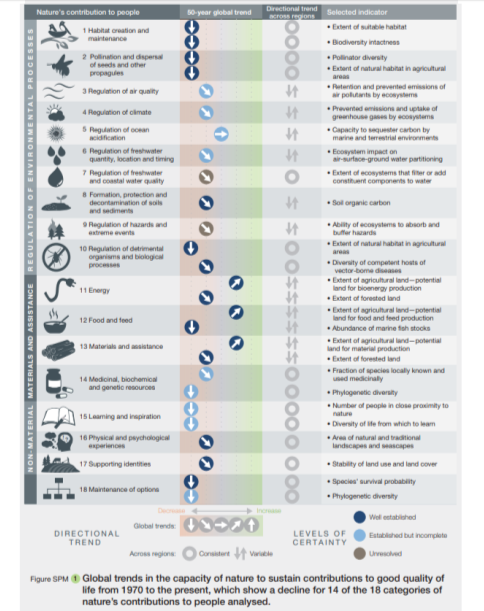 Nature's contribution to people
50-year global trend
Directional trend
across regions
Selected indicator
REGULATION OF ENVIRONMENTAL PROCESSES
1 Habitat creation and
maintenance
• Extent of suitable habitat
• Biodiversity intactness
2 Pollination and dispersal
of seeds and other
propagules
• Pollinator diversity
• Extent of natural habitat in agricultural
areas
3 Regulation of air quality
• Retention and prevented emissions of
air pollutants by ecosystems
4 Regulation of climate
• Prevented emissions and uptake of
greenhouse gases by ecosystems
5 Regulation of ocean
acidification
• Capacity to sequester carbon by
marine and terrestrial environments
6 Regulation of freshwater
quantity, location and timing
• Ecosystem impact on
air-surface-ground water partitioning
7 Regulation of freshwater
and coastal water quality
• Extent of ecosystems that filter or add
constituent components to water
8 Formation, protection and
decontamination of soils
and sediments
• Soil organic carbon
9 Regulation of hazards and
extreme events
• Ability of ecosystems to absorb and
buffer hazards
10 Regulation of detrimental
organisms and biological
processes
• Extent of natural habitat in agricultural
areas
• Diversity of competent hosts of
vector-borne diseases
MATERIALS AND ASSISTANCE
11 Energy
• Extent of agricultural land—potential
land for bioenergy production
• Extent of forested land
12 Food and feed
• Extent of agricultural land—potential
land for food and feed production
• Abundance of marine fish stocks
13 Materials and assistance
• Extent of agricultural land—potential
land for material production
• Extent of forested land
14 Medicinal, biochemical
and genetic resources
• Fraction of species locally known and
used medicinally
• Phylogenetic diversity
NON-MATERIAL
15 Learning and inspiration
• Number of people in close proximity to
nature
• Diversity of life from which to learn
16 Physical and psychological
experiences
• Area of natural and traditional
landscapes and seascapes
17 Supporting identities
• Stability of land use and land cover
18 Maintenance of options
• Species' survival probability
• Phylogenetic diversity
Decrease
Increase
DIRECTIONAL
TREND
Global trends:
Across regions:
Consistent
Variable
LEVELS OF
CERTAINTY
Well established
Established but incomplete
Unresolved
Figure SPM 1 Global trends in the capacity of nature to sustain contributions to good quality of
life from 1970 to the present, which show a decline for 14 of the 18 categories of
nature's contributions to people analysed.